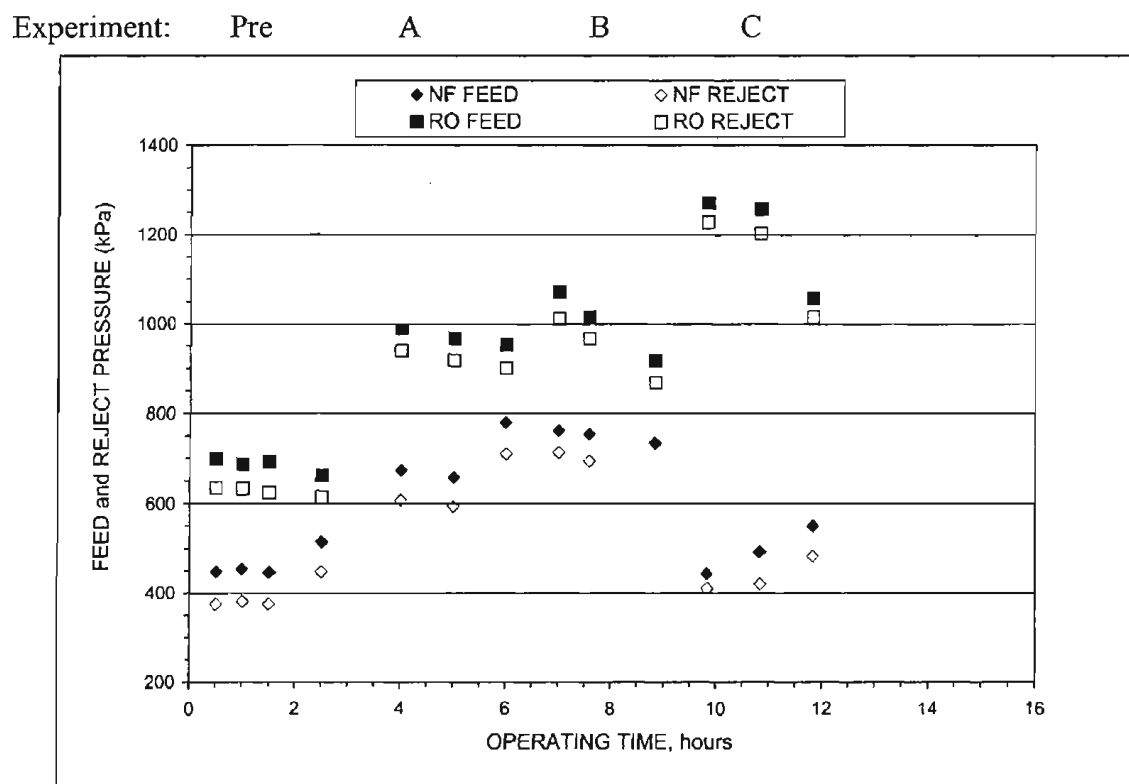 Experiment: Pre A B C
NF FEED NF REJECT
RO FEED RO REJECT
FEED and REJECT PRESSURE (kPa)
1400
1200
1000
800
600
400
200
0 2 4 6 8 10 12 14 16
OPERATING TIME, hours